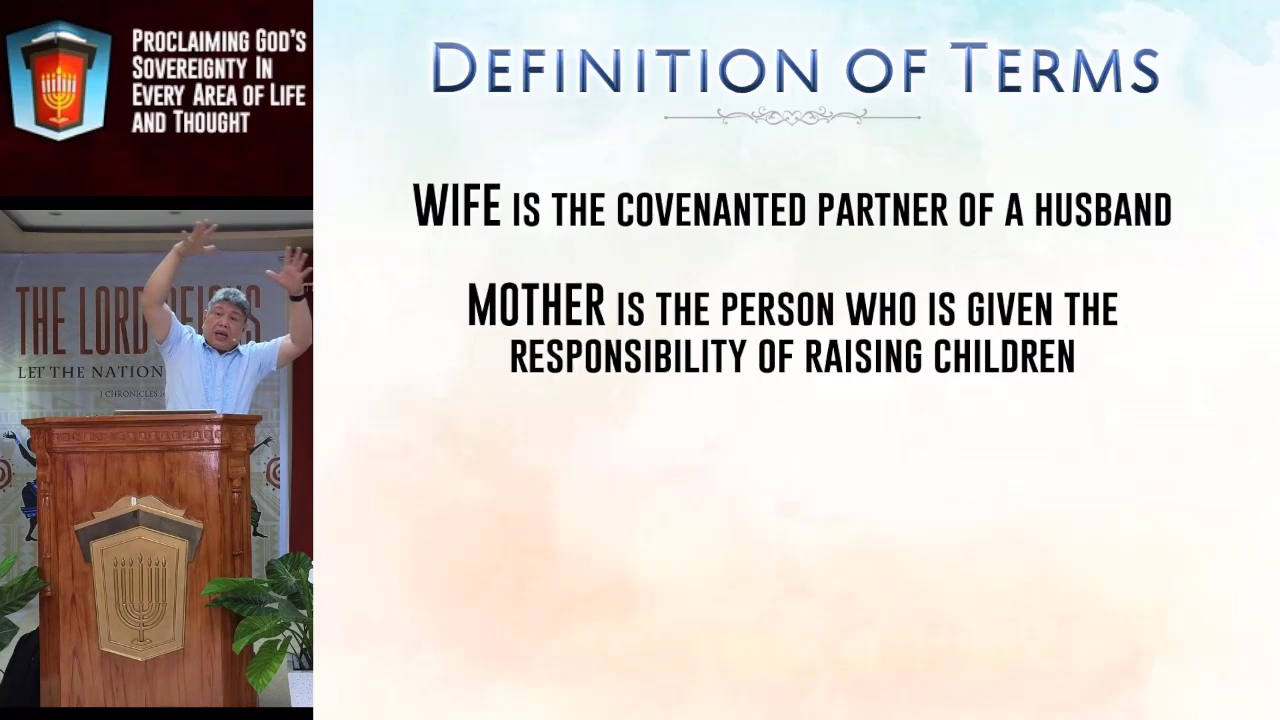 PROCLAIMING GOD'S
SOVEREIGNTY IN
EVERY AREA OF LIFE
AND THOUGHT
THE LORD REIGNS
LET THE NATION
I CHRONICLES
DEFINITION OF TERMS
WIFE IS THE COVENANTED PARTNER OF A HUSBAND
MOTHER IS THE PERSON WHO IS GIVEN THE
RESPONSIBILITY OF RAISING CHILDREN